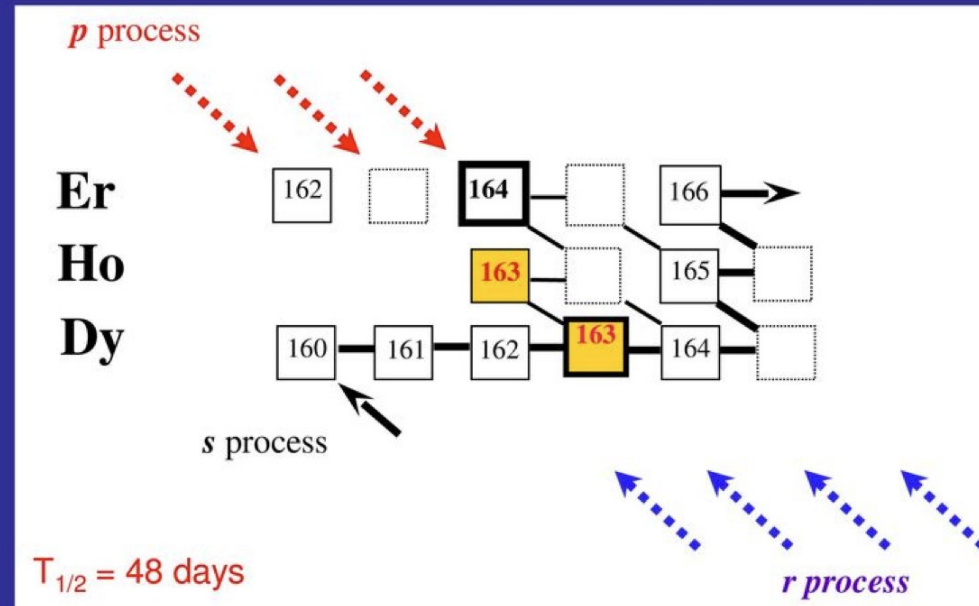 p process
Er 162 164 166
Ho 163 165
Dy 160 161 162 163 164
s process
T1/2 = 48 days
r process